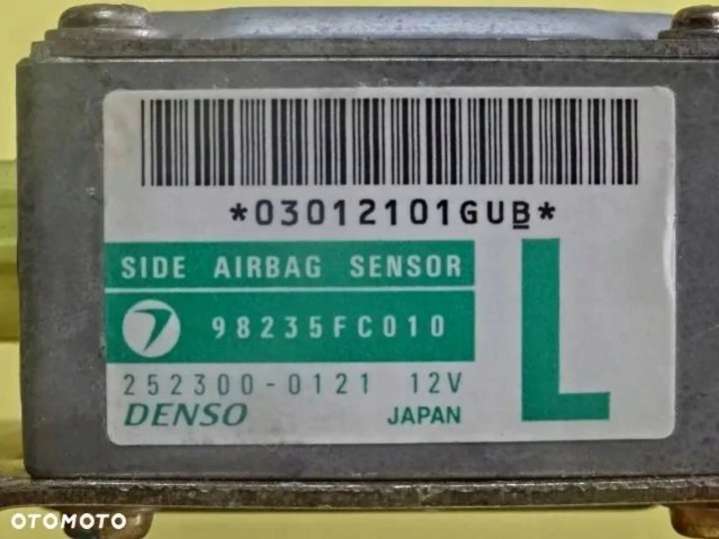 *03012101GUB*
SIDE AIRBAG SENSOR
98235FC010
L
252300-0121 12V
DENSO JAPAN
OTOMOTO